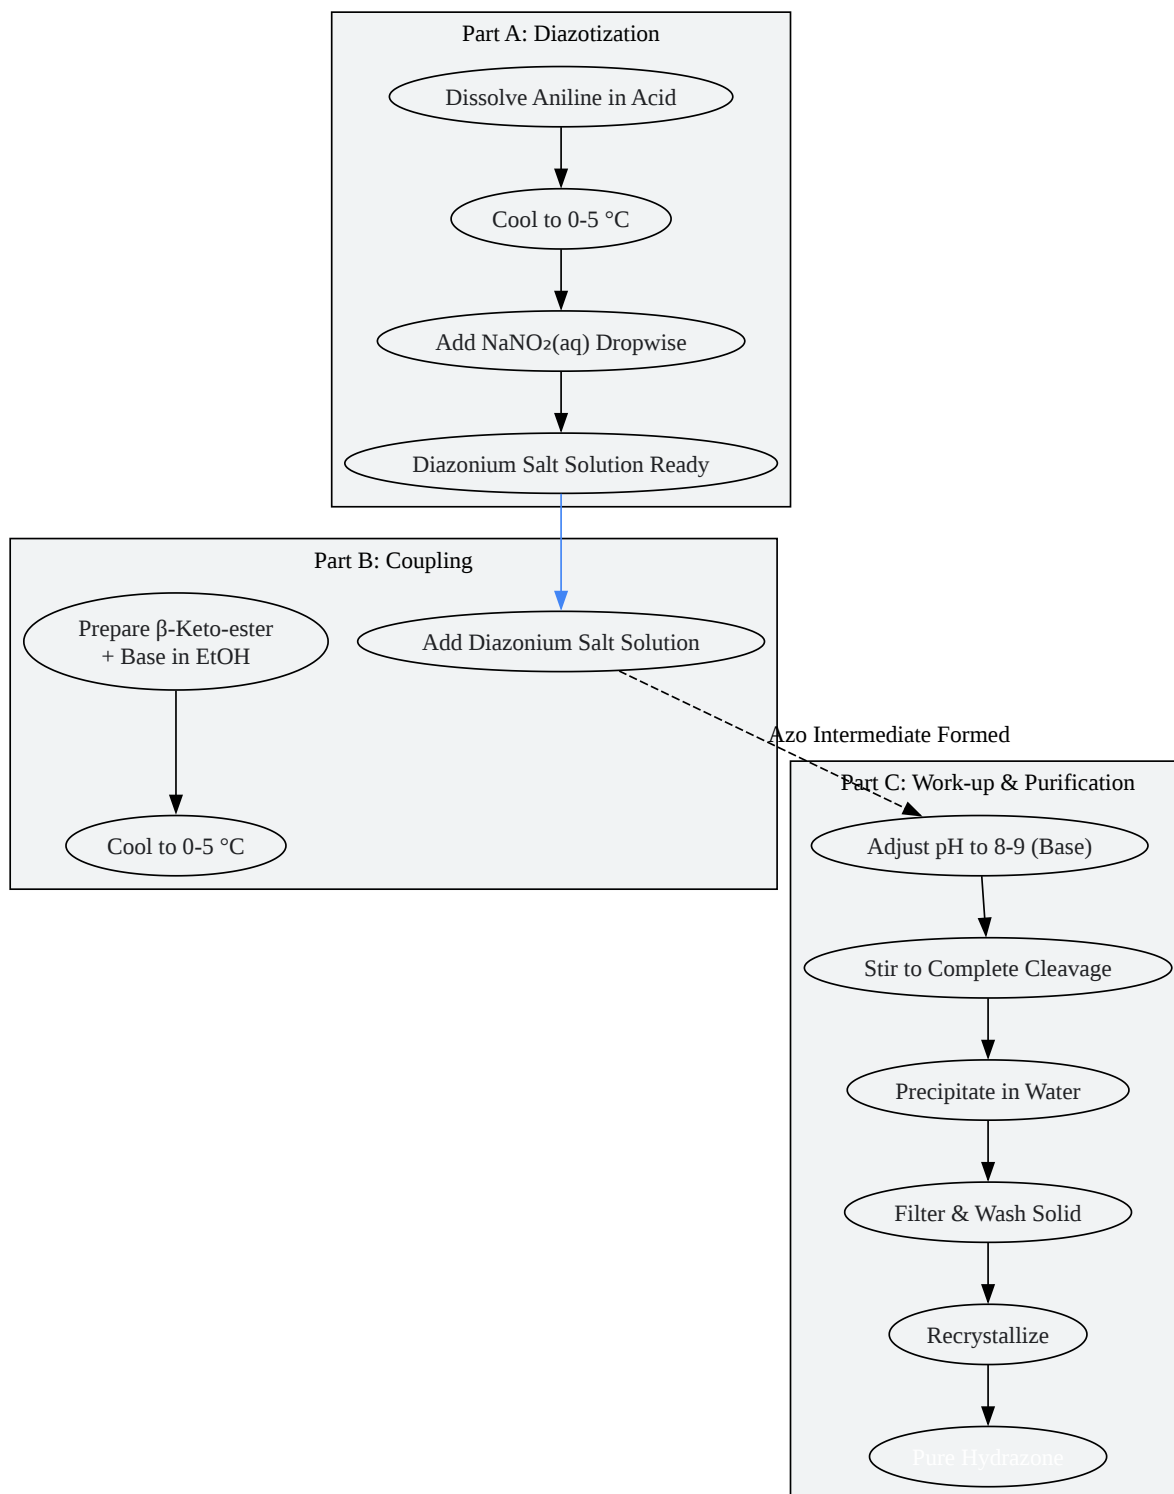 Part A: Diazotization
Dissolve Aniline in Acid
Cool to 0-5 °C
Add NaNO₂(aq) Dropwise
Diazonium Salt Solution Ready
Part B: Coupling
Prepare β-Keto-ester
+ Base in EtOH
Add Diazonium Salt Solution
Cool to 0-5 °C
Azo Intermediate Formed
Part C: Work-up & Purification
Adjust pH to 8-9 (Base)
Stir to Complete Cleavage
Precipitate in Water
Filter & Wash Solid
Recrystallize
Pure Hydrazone